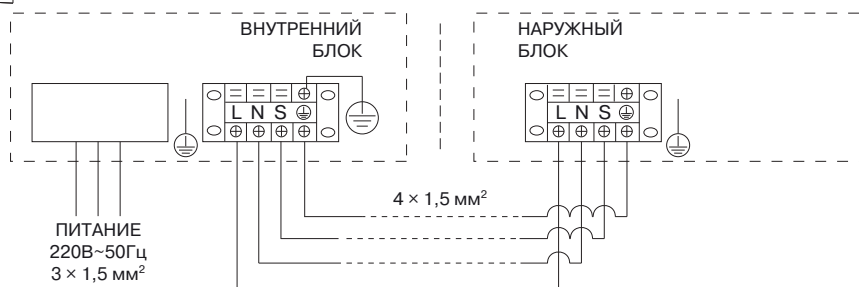 ВНУТРЕННИЙ
БЛОК
НАРУЖНЫЙ
БЛОК
L N S
L N S
4 × 1,5 мм²
ПИТАНИЕ
220В~50Гц
3 × 1,5 мм²